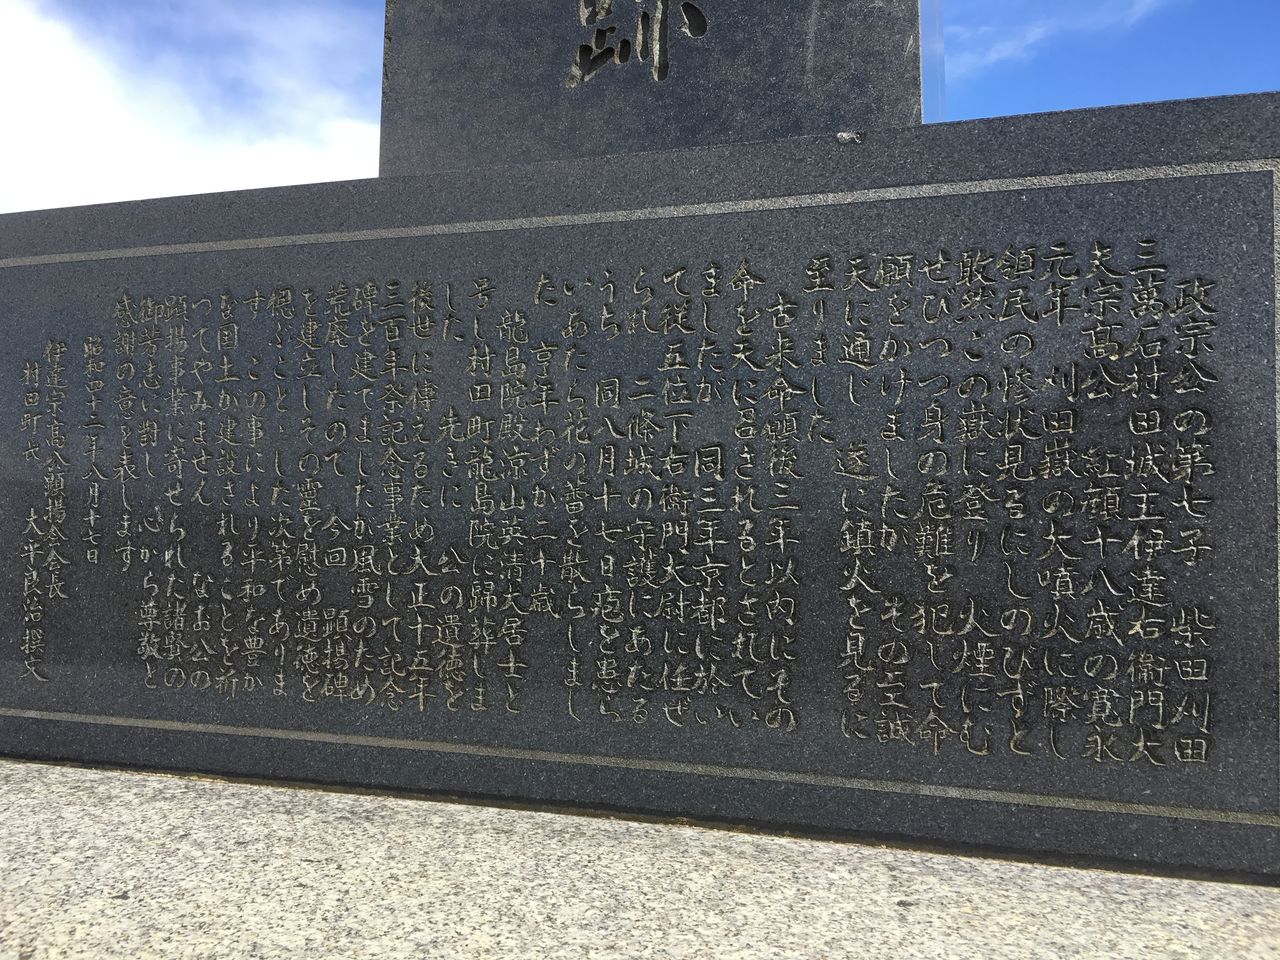 跡
政宗公の第七子 柴田刈田
三萬石村田城主伊達右衞門大
夫宗高公 紅顔十八歳の寛永
元年 刈田嶽の大噴火に際し
領民の惨状見るにしのびずと
敢然この嶽に登り 火煙にむ
せびつつ身の危難を犯して命
願をかけましたが その至誠
天に通じ 遂に鎮火を見るに
至りました
古来命願後三年以内にその
命を天に召されるとされてい
ましたが 同三年京都に於い
て従五位下右衞門大尉に任ぜ
られ 二條城の守護にあたる
うち 同八月十七日疱を患ら
いあたら花の蕾を散らしまし
た 享年わずか二十歳
龍島院殿凉山英清大居士と
号し村田町龍島院に歸葬しま
した 先きに 公の遺徳を
後世に傳えるため大正十五年
三百年祭記念事業として記念
碑を建てましたが風雪のため
荒廃したので 今回 顕揚碑
を建立しその霊を慰め遺徳を
偲ぶことゝした次第でありま
す この事により平和な豊か
な國土が建設されることを祈
つてやみません なお公の
顕揚事業に寄せられた諸賢の
御芳志に對し 心から尊敬と
感謝の意を表します
昭和四十二年八月十七日
伊達宗高公顕揚会会長
村田町長 大平良治 撰文